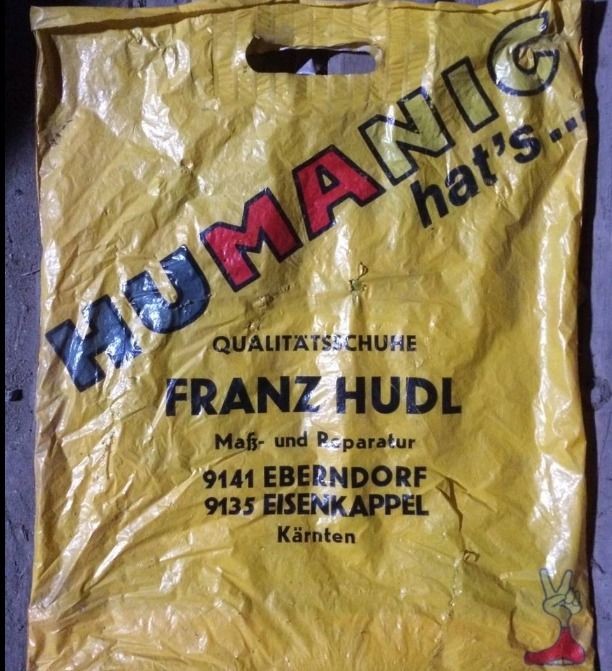 HUMANIC
hat's...
QUALITÄTSSCHUHE
FRANZ HUDL
Maß- und Reparatur
9141 EBERNDORF
9135 EISENKAPPEL
Kärnten